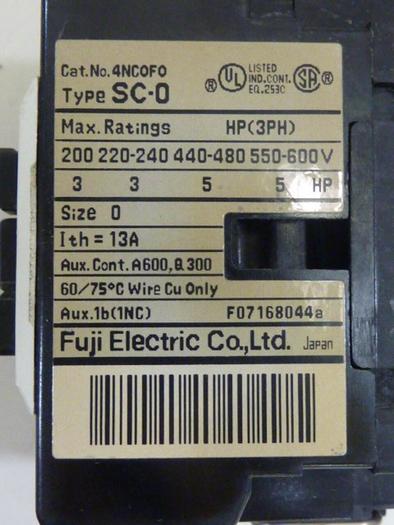 Cat.No.4NC0F0
Type SC-0
® UL LISTED IND.CONT. EQ.253C SA ®
Max.Ratings HP(3PH)
200 220-240 440-480 550-600V
3 3 5 5 HP
Size 0
Ith=13A
Aux.Cont.A600,Q300
60/75°C Wire Cu Only
Aux.1b(1NC) F07168044a
Fuji Electric Co.,Ltd. Japan